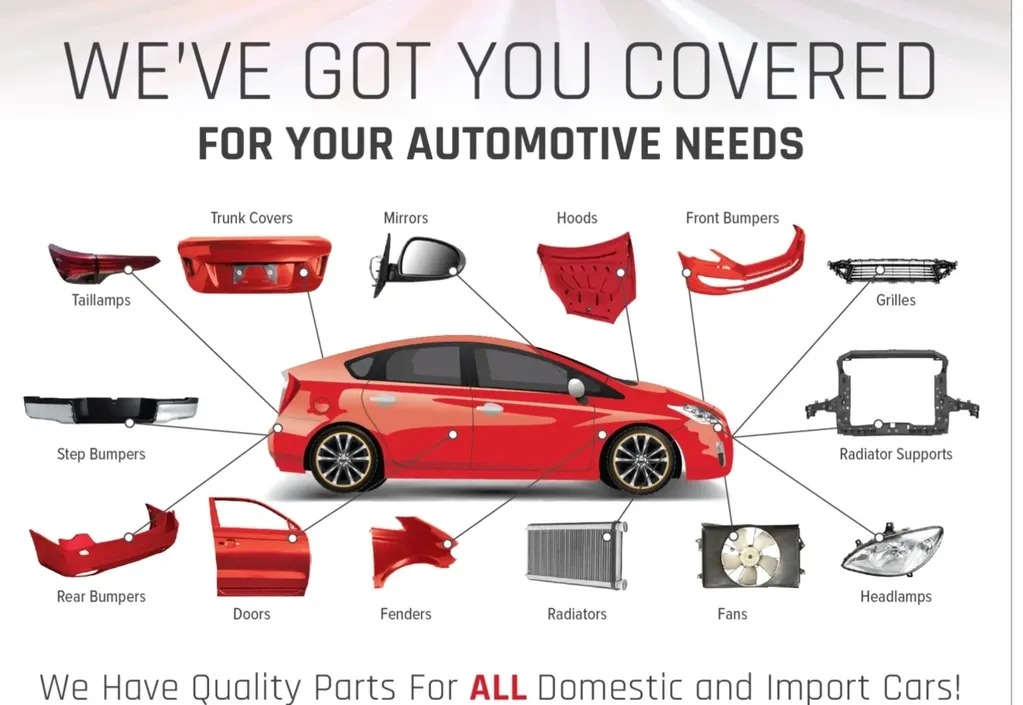 WE'VE GOT YOU COVERED
FOR YOUR AUTOMOTIVE NEEDS
Trunk Covers
Mirrors
Hoods
Front Bumpers
Taillamps
Grilles
Step Bumpers
Radiator Supports
Rear Bumpers
Doors
Fenders
Radiators
Fans
Headlamps
We Have Quality Parts For ALL Domestic and Import Cars!